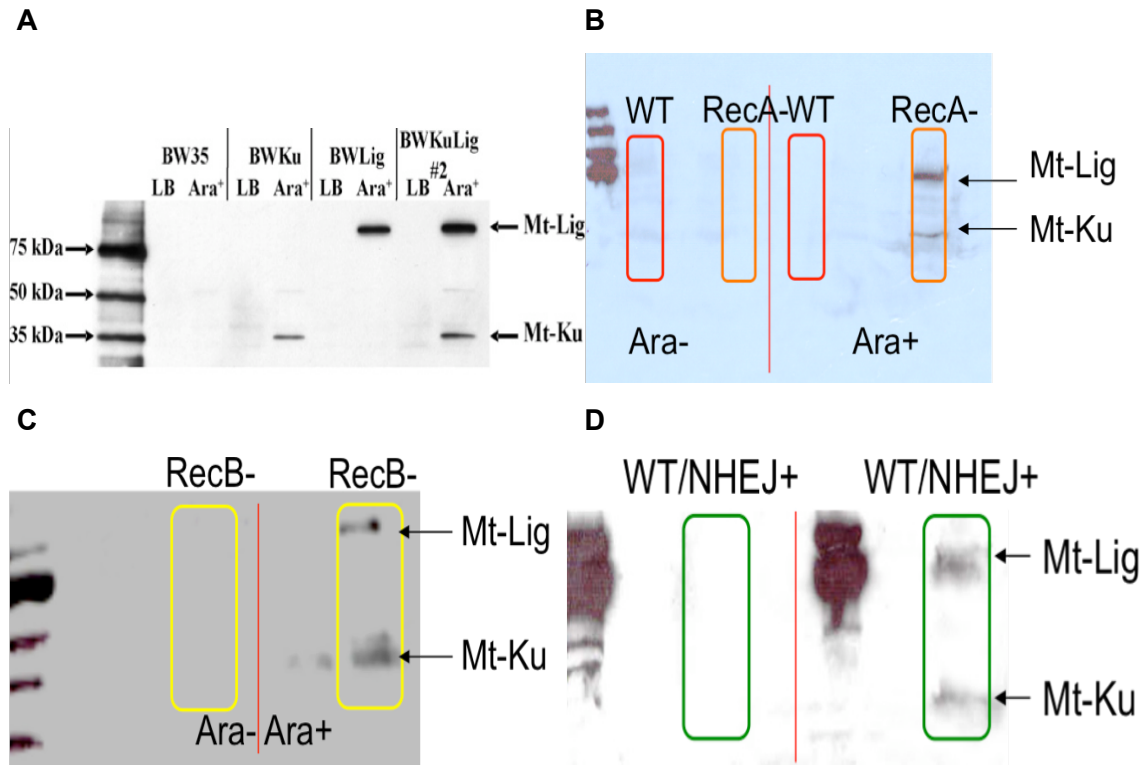 A
BW35 BWKu BWLig BWKuLig
#2
LB Ara+ LB Ara+ LB Ara+ LB Ara+
Mt-Lig
75 kDa
50 kDa
35 kDa
Mt-Ku
B
WT RecA- WT RecA-
Mt-Lig
Mt-Ku
Ara- Ara+
C
RecB- RecB-
Mt-Lig
Mt-Ku
Ara- Ara+
D
WT/NHEJ+ WT/NHEJ+
Mt-Lig
Mt-Ku